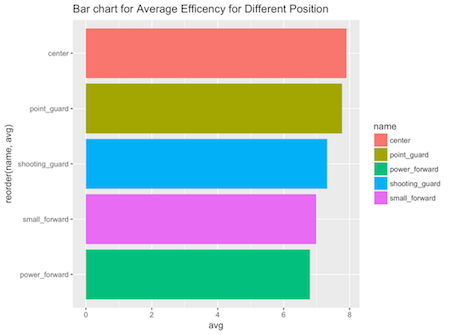 Bar chart for Average Efficency for Different Position
reorder(name, avg)
center
point_guard
shooting_guard
small_forward
power_forward
0 2 4 6 8
avg
name
center
point_guard
power_forward
shooting_guard
small_forward